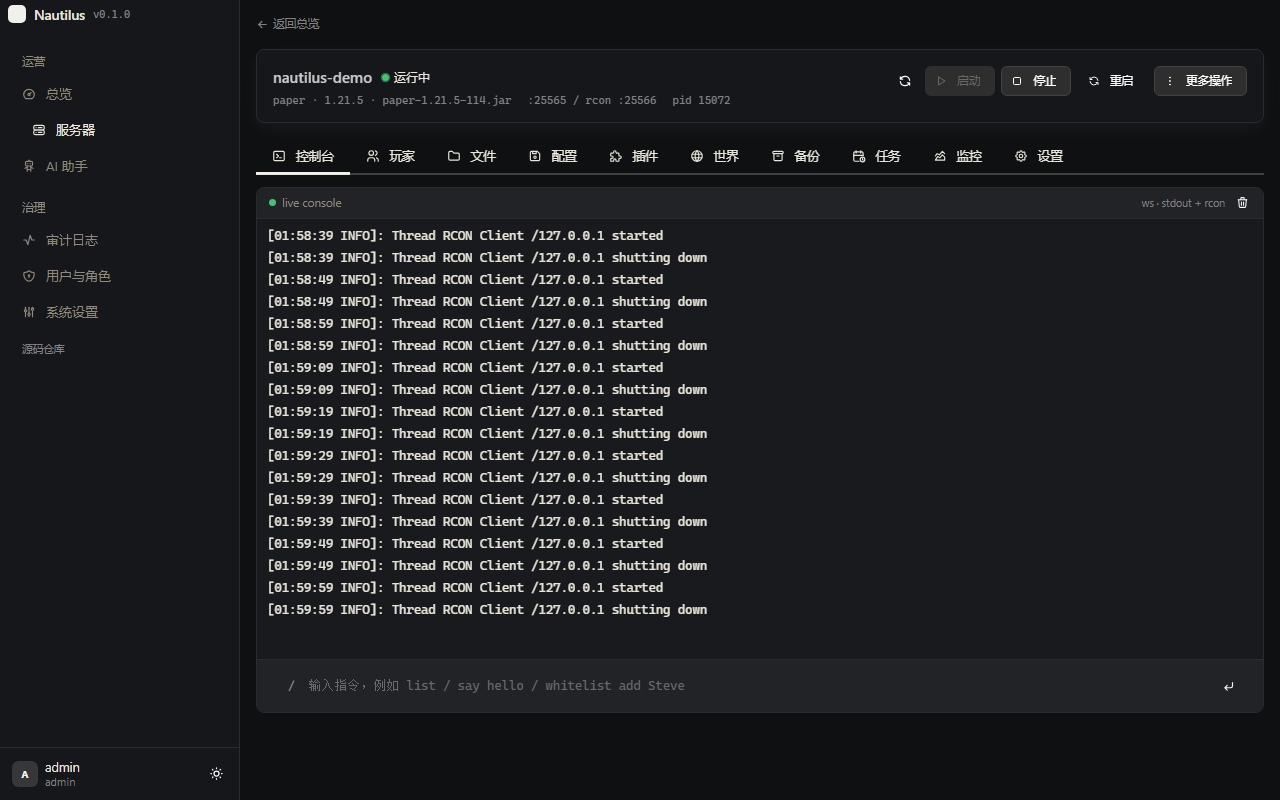 Nautilus v0.1.0
运营
总览
服务器
AI 助手
治理
审计日志
用户与角色
系统设置
源码仓库
A
admin
admin
← 返回总览
nautilus-demo 运行中
paper · 1.21.5 · paper-1.21.5-114.jar :25565 / rcon :25566 pid 15072
启动 停止 重启 更多操作
控制台 玩家 文件 配置 插件 世界 备份 任务 监控 设置
live console ws · stdout + rcon
[01:58:39 INFO]: Thread RCON Client /127.0.0.1 started
[01:58:39 INFO]: Thread RCON Client /127.0.0.1 shutting down
[01:58:49 INFO]: Thread RCON Client /127.0.0.1 started
[01:58:49 INFO]: Thread RCON Client /127.0.0.1 shutting down
[01:58:59 INFO]: Thread RCON Client /127.0.0.1 started
[01:58:59 INFO]: Thread RCON Client /127.0.0.1 shutting down
[01:59:09 INFO]: Thread RCON Client /127.0.0.1 started
[01:59:09 INFO]: Thread RCON Client /127.0.0.1 shutting down
[01:59:19 INFO]: Thread RCON Client /127.0.0.1 started
[01:59:19 INFO]: Thread RCON Client /127.0.0.1 shutting down
[01:59:29 INFO]: Thread RCON Client /127.0.0.1 started
[01:59:29 INFO]: Thread RCON Client /127.0.0.1 shutting down
[01:59:39 INFO]: Thread RCON Client /127.0.0.1 started
[01:59:39 INFO]: Thread RCON Client /127.0.0.1 shutting down
[01:59:49 INFO]: Thread RCON Client /127.0.0.1 started
[01:59:49 INFO]: Thread RCON Client /127.0.0.1 shutting down
[01:59:59 INFO]: Thread RCON Client /127.0.0.1 started
[01:59:59 INFO]: Thread RCON Client /127.0.0.1 shutting down
/ 输入指令，例如 list / say hello / whitelist add Steve